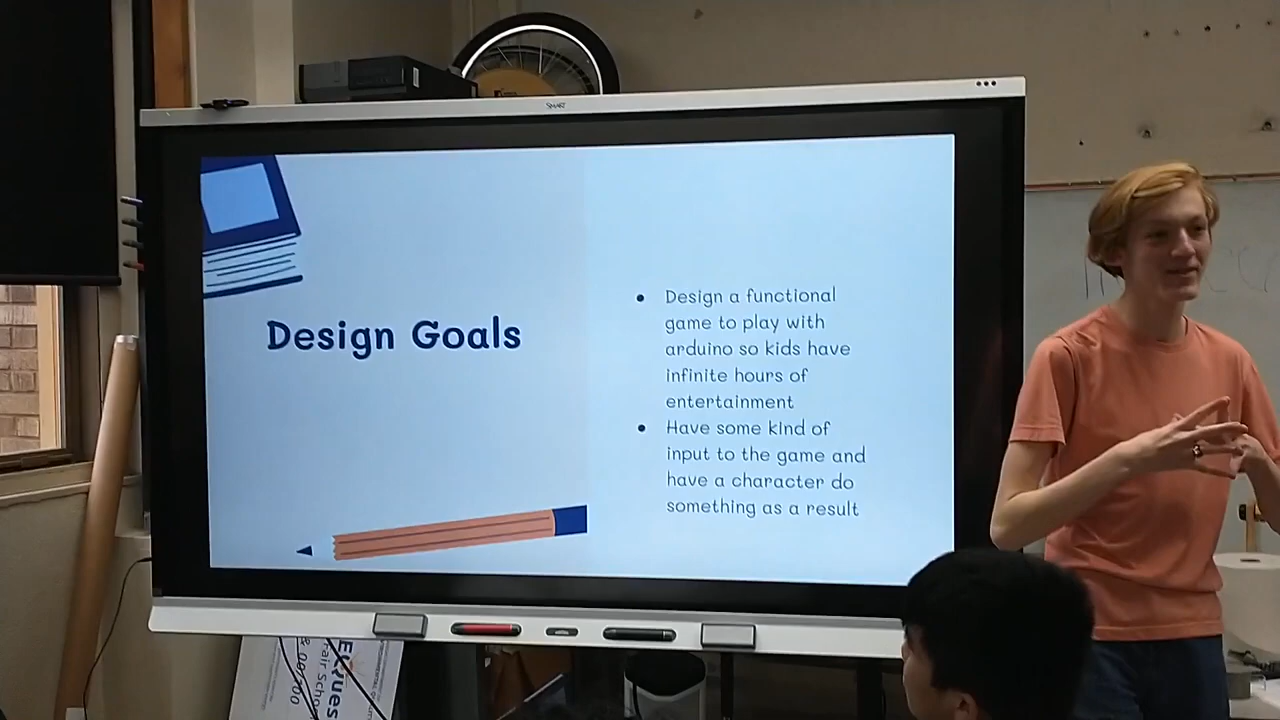 SMART
Design Goals
• Design a functional
game to play with
arduino so kids have
infinite hours of
entertainment
• Have some kind of
input to the game and
have a character do
something as a result